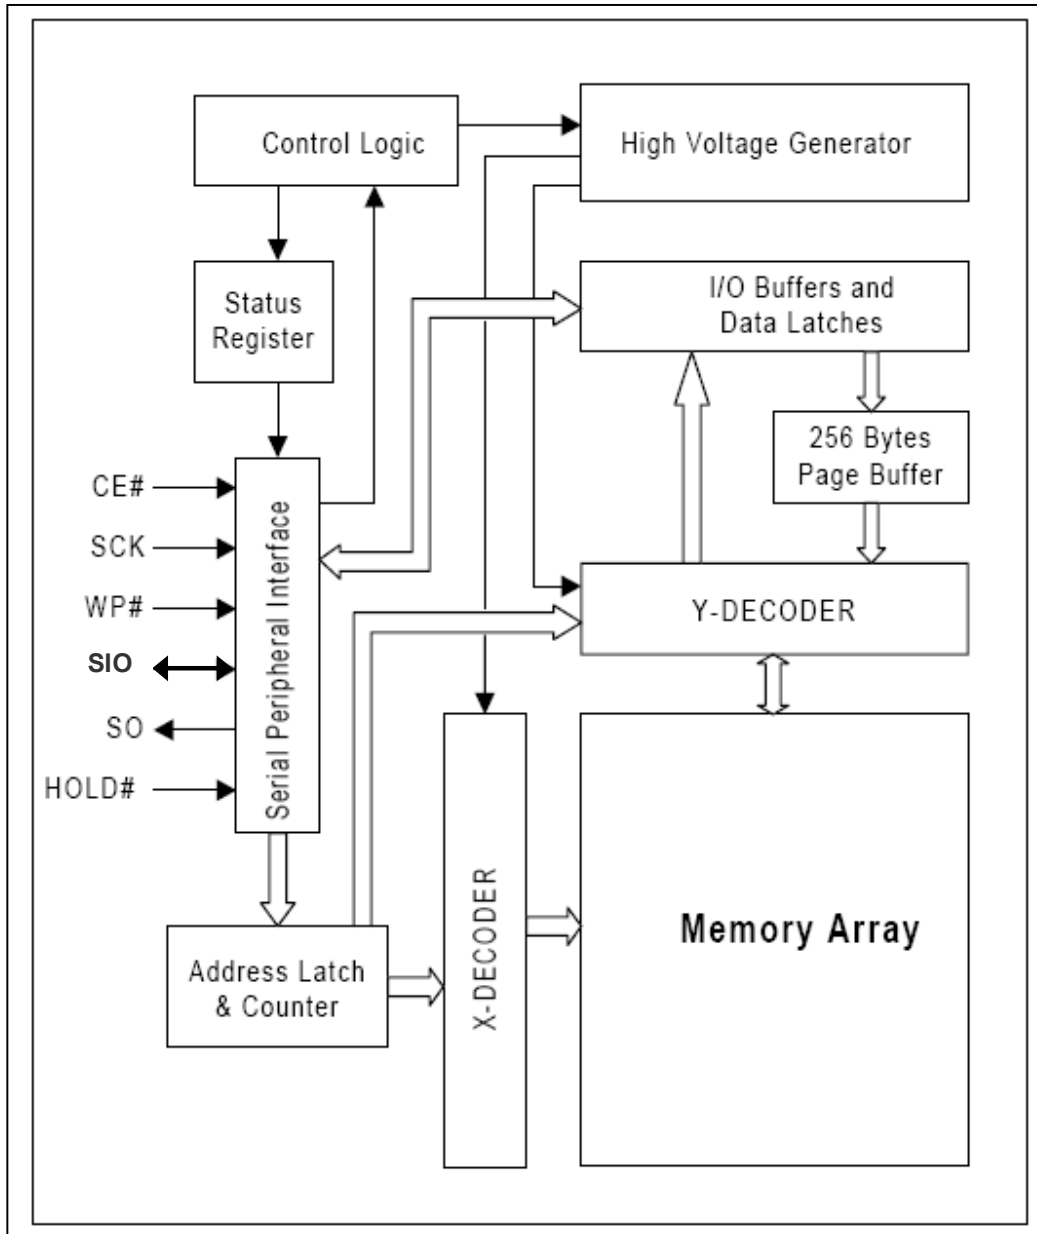 Control Logic
High Voltage Generator
Status
Register
I/O Buffers and
Data Latches
256 Bytes
Page Buffer
CE#
SCK
WP#
SIO
SO
HOLD#
Serial Peripheral Interface
Y-DECODER
Address Latch
& Counter
X-DECODER
Memory Array